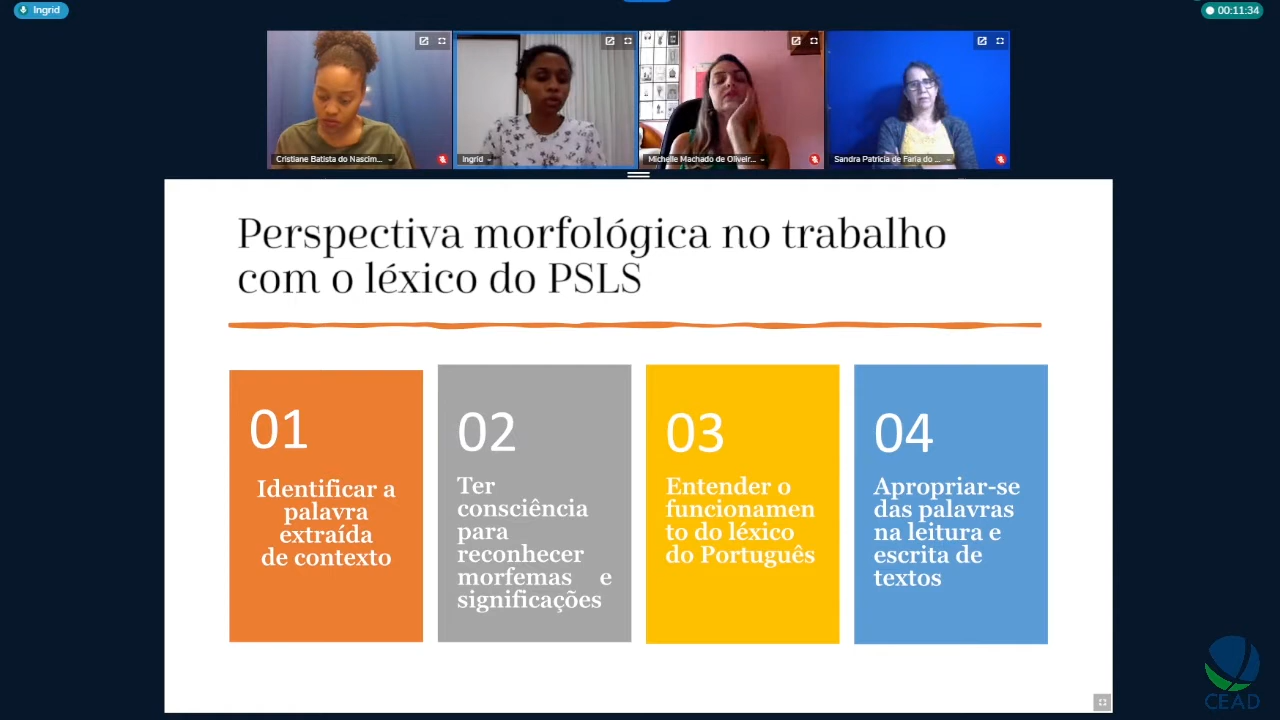 Ingrid
00:11:34
Cristiane Batista do Nascim...
Ingrid
Michelle Machado de Oliveir...
Sandra Patrícia de Faria do ...
Perspectiva morfológica no trabalho
com o léxico do PSLS
01
Identificar a
palavra
extraída
de contexto
02
Ter
consciência
para
reconhecer
morfemas e
significações
03
Entender o
funcionamen
to do léxico
do Português
04
Apropriar-se
das palavras
na leitura e
escrita de
textos
CEAD